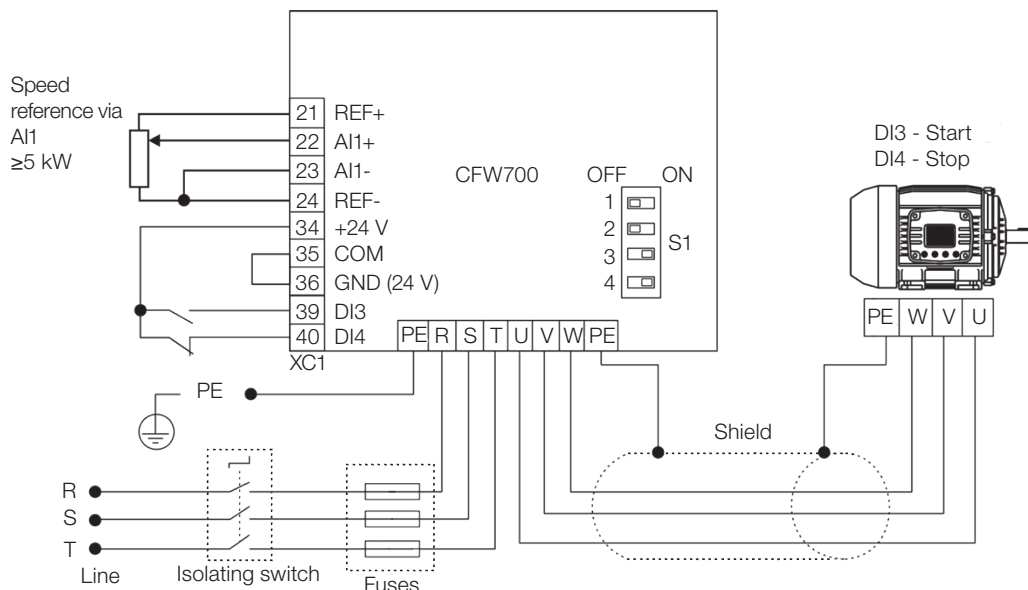 Speed
reference via
AI1
≥5 kW
21 REF+
22 AI1+
23 AI1-
24 REF-
34 +24 V
35 COM
36 GND (24 V)
39 DI3
40 DI4
XC1
CFW700
OFF ON
1
2
3
4
S1
DI3 - Start
DI4 - Stop
PE R S T U V W PE
PE W V U
PE
Shield
R
S
T
Line
Isolating switch
Fuses